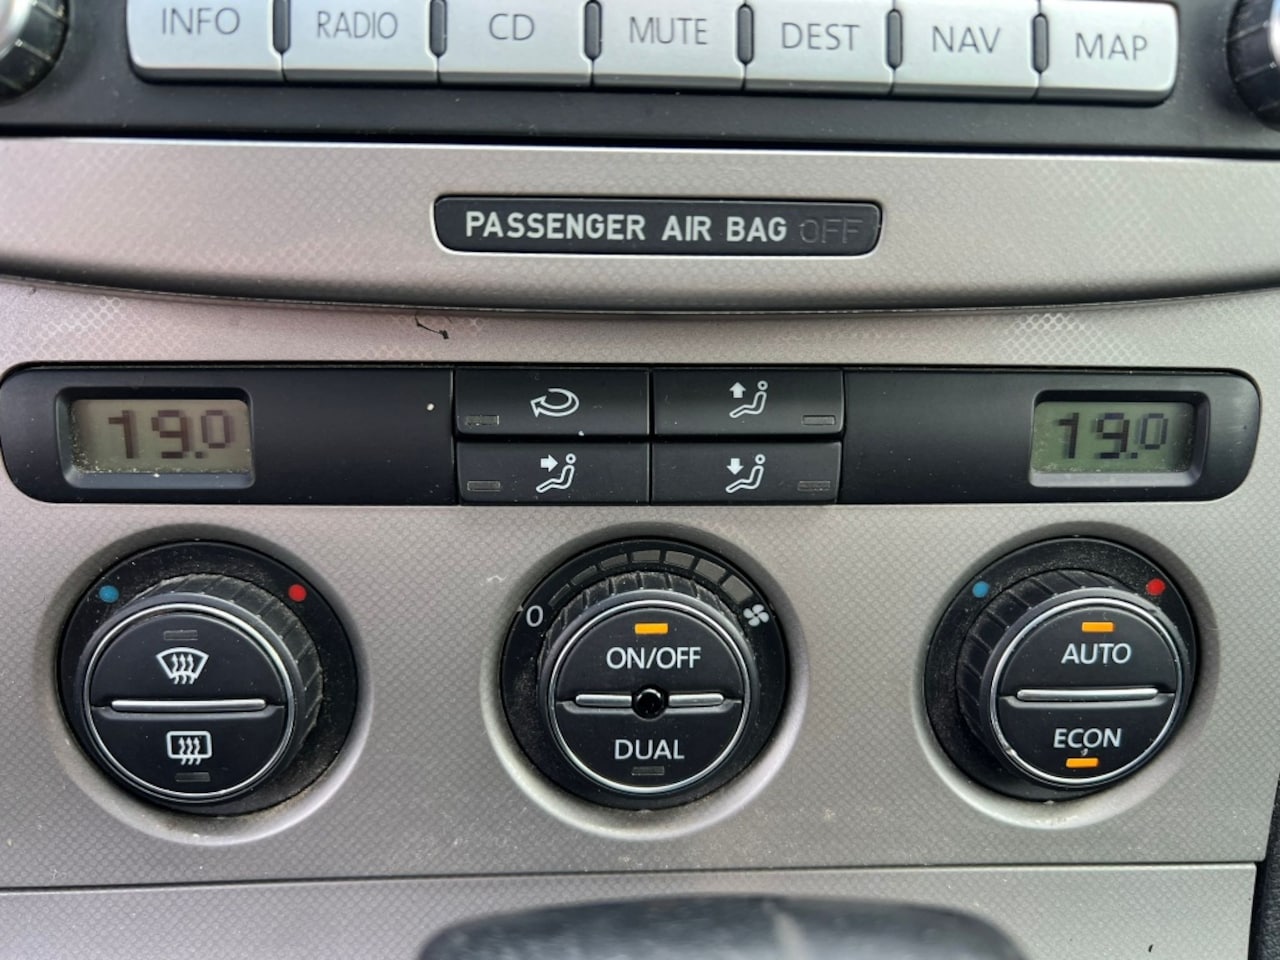 INFO RADIO CD MUTE DEST NAV MAP
PASSENGER AIR BAG OFF
19.0 19.0
0
ON/OFF
DUAL
AUTO
ECON